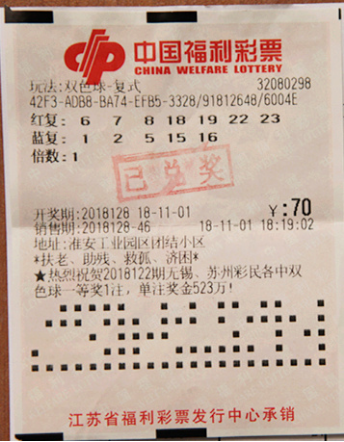 中国福利彩票
CHINA WELFARE LOTTERY
玩法:双色球-复式 32080298
42F3-ADB8-BA74-EFB5-3328/91812648/6004E
红复: 6 7 8 18 19 22 23
蓝复: 1 2 5 15 16
倍数:1
已兑奖
开奖期:2018128 18-11-01 ¥:70
销售期:2018128-46 18-11-01 18:19:02
地址:淮安工业园区团结小区
*扶老、助残、救孤、济困*
★热烈祝贺2018122期无锡、苏州彩民各中双
色球一等奖1注,单注奖金523万!
江苏省福利彩票发行中心承销